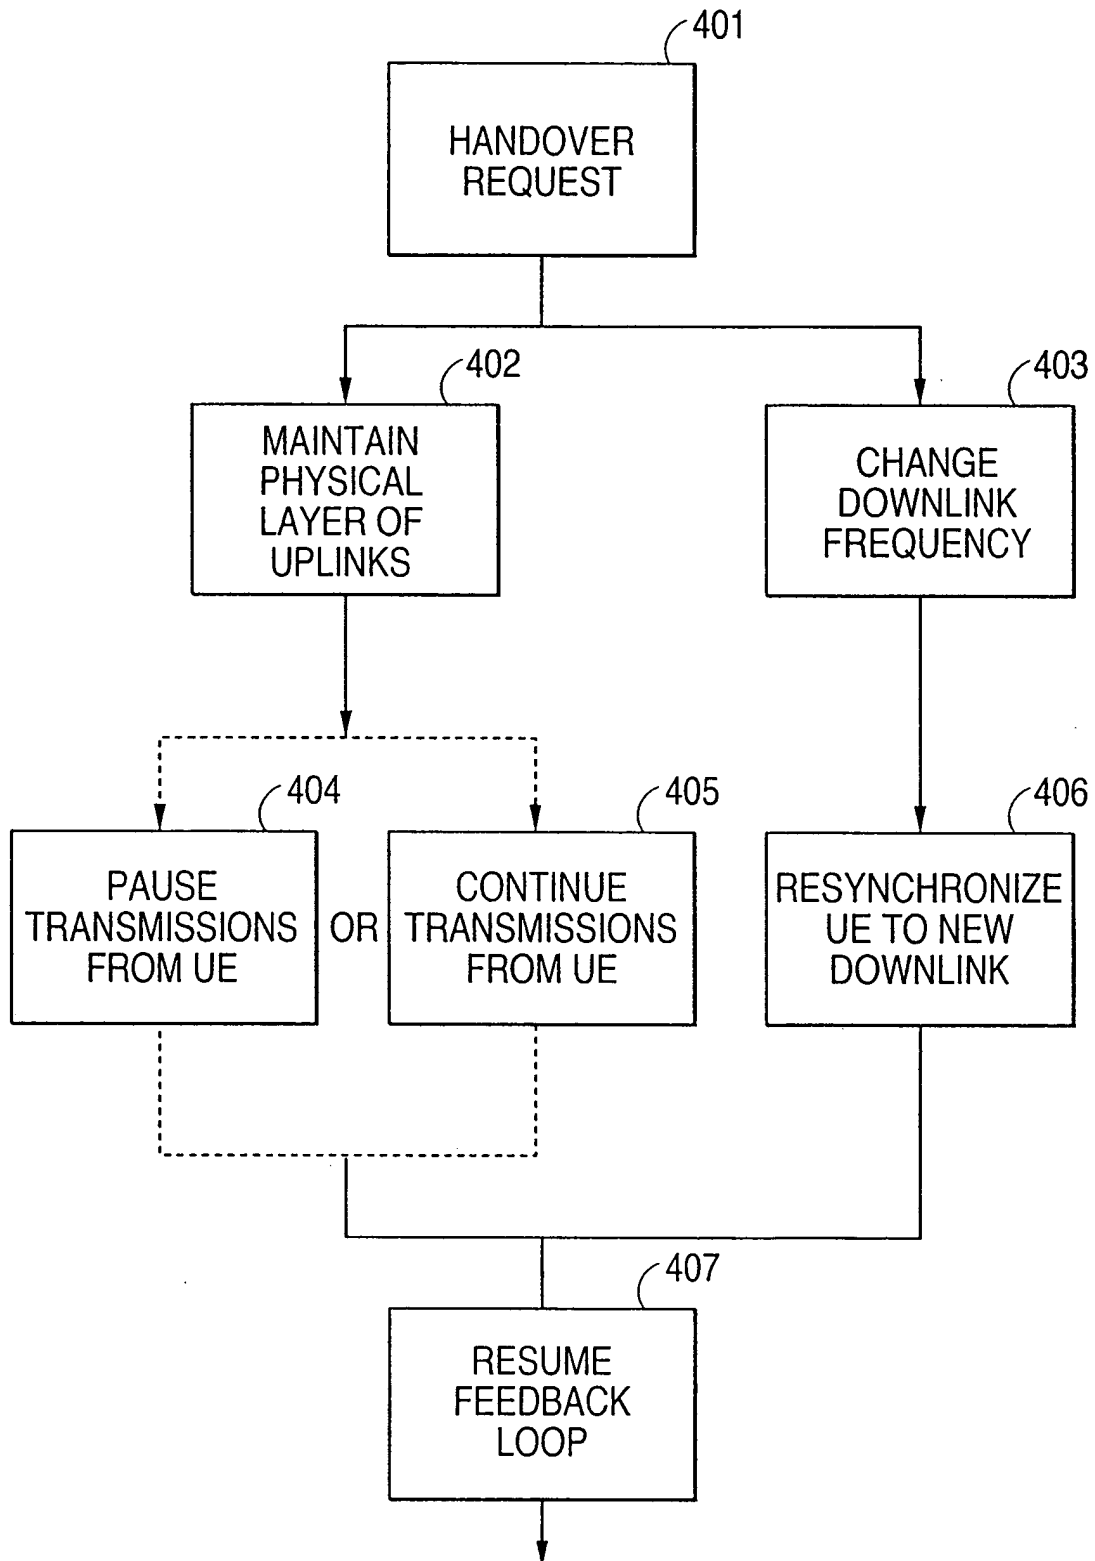 401
HANDOVER
REQUEST
402
MAINTAIN
PHYSICAL
LAYER OF
UPLINKS
403
CHANGE
DOWNLINK
FREQUENCY
404
PAUSE
TRANSMISSIONS
FROM UE
OR
405
CONTINUE
TRANSMISSIONS
FROM UE
406
RESYNCHRONIZE
UE TO NEW
DOWNLINK
407
RESUME
FEEDBACK
LOOP